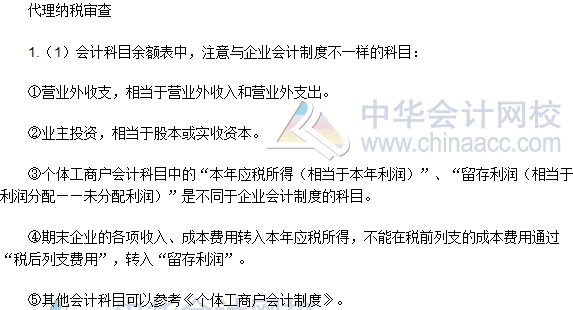 代理纳税审查
1.（1）会计科目余额表中，注意与企业会计制度不一样的科目：
①营业外收支，相当于营业外收入和营业外支出。
②业主投资，相当于股本或实收资本。
③个体工商户会计科目中的“本年应税所得（相当于本年利润）”、“留存利润（相当于
利润分配——未分配利润）”是不同于企业会计制度的科目。
④期末企业的各项收入、成本费用转入本年应税所得，不能在税前列支的成本费用通过
“税后列支费用”，转入“留存利润”。
⑤其他会计科目可以参考《个体工商户会计制度》。
中华会计网校
www.chinaacc.com